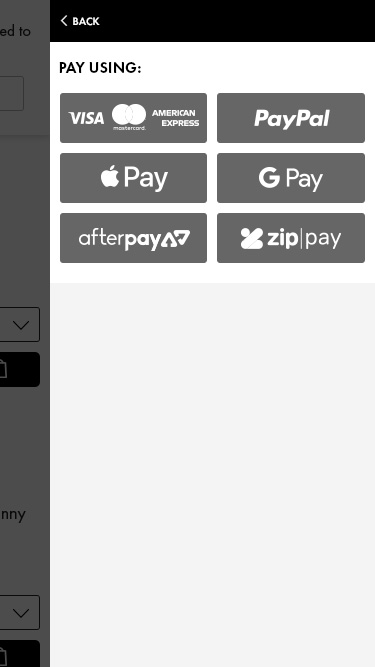 ed to
BACK
PAY USING:
VISA mastercard. AMERICAN EXPRESS
PayPal
Pay
G Pay
afterpay
zip|pay
nny